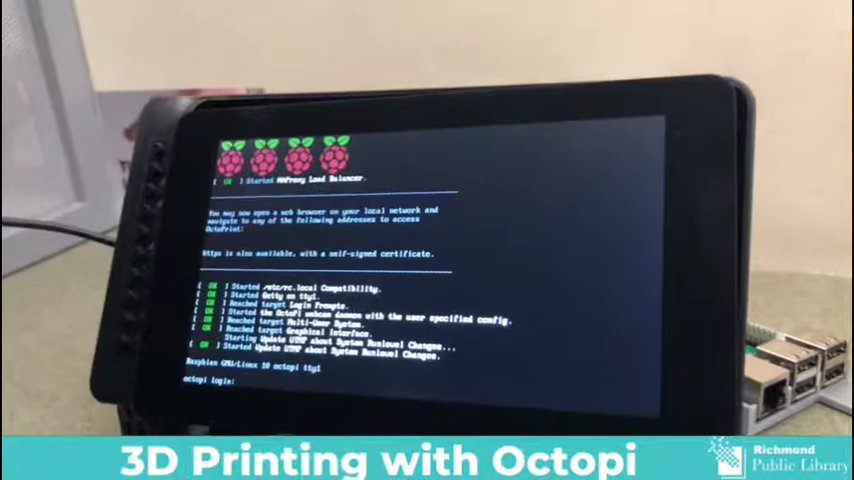 [ OK ] Started HAProxy Load Balancer.
You may now open a web browser on your local network and
navigate to any of the following addresses to access
OctoPrint:
https is also available, with a self-signed certificate.
[ OK ] Started /etc/rc.local Compatibility.
[ OK ] Started Getty on tty1.
[ OK ] Reached target Login Prompts.
[ OK ] Started the OctoPi webcam daemon with the user specified config.
[ OK ] Reached target Multi-User System.
[ OK ] Reached target Graphical Interface.
Starting Update UTMP about System Runlevel Changes...
[ OK ] Started Update UTMP about System Runlevel Changes.
Raspbian GNU/Linux 10 octopi tty1
octopi login:
3D Printing with Octopi
Richmond
Public Library